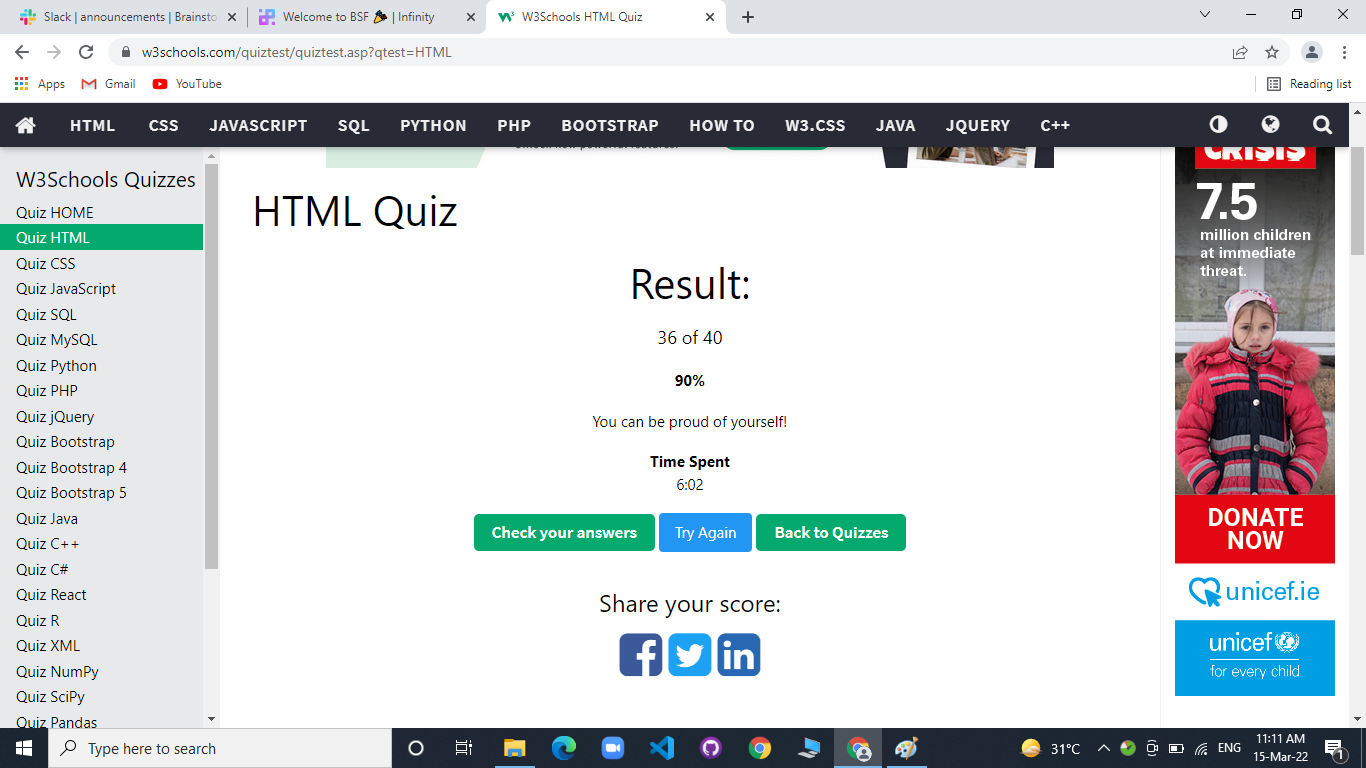 Slack | announcements | Brainsto
Welcome to BSF | Infinity
W3Schools HTML Quiz
w3schools.com/quiztest/quiztest.asp?qtest=HTML
Apps Gmail YouTube Reading list
HTML CSS JAVASCRIPT SQL PYTHON PHP BOOTSTRAP HOW TO W3.CSS JAVA JQUERY C++
W3Schools Quizzes
Quiz HOME
Quiz HTML
Quiz CSS
Quiz JavaScript
Quiz SQL
Quiz MySQL
Quiz Python
Quiz PHP
Quiz jQuery
Quiz Bootstrap
Quiz Bootstrap 4
Quiz Bootstrap 5
Quiz Java
Quiz C++
Quiz C#
Quiz React
Quiz R
Quiz XML
Quiz NumPy
Quiz SciPy
Quiz Pandas
HTML Quiz
Result:
36 of 40
90%
You can be proud of yourself!
Time Spent
6:02
Check your answers Try Again Back to Quizzes
Share your score:
CRISIS
7.5
million children
at immediate
threat.
DONATE
NOW
unicef.ie
unicef
for every child
Type here to search
31°C
ENG
11:11 AM
15-Mar-22
1